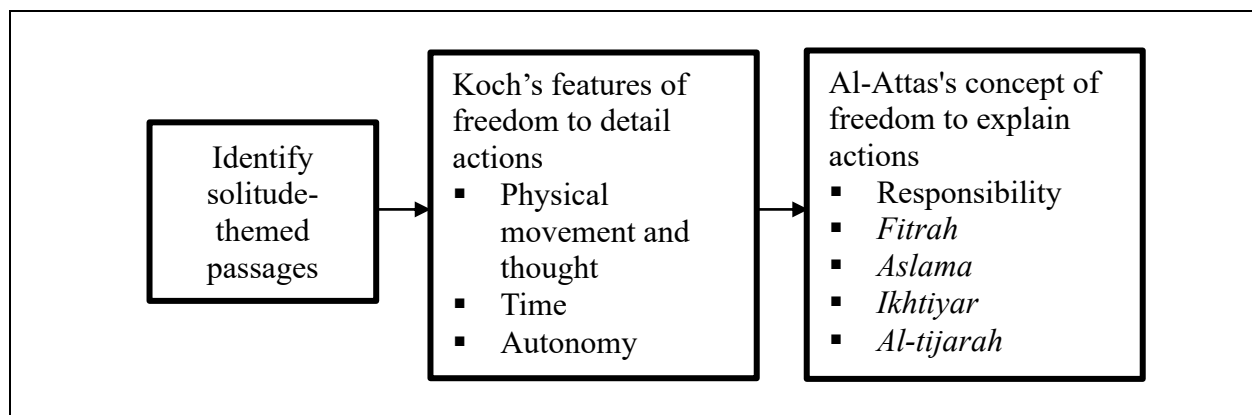 Identify
solitude-
themed
passages
Koch’s features of
freedom to detail
actions
▪ Physical
movement and
thought
▪ Time
▪ Autonomy
Al-Attas's concept of
freedom to explain
actions
▪ Responsibility
▪ Fitrah
▪ Aslama
▪ Ikhtiyar
▪ Al-tijarah